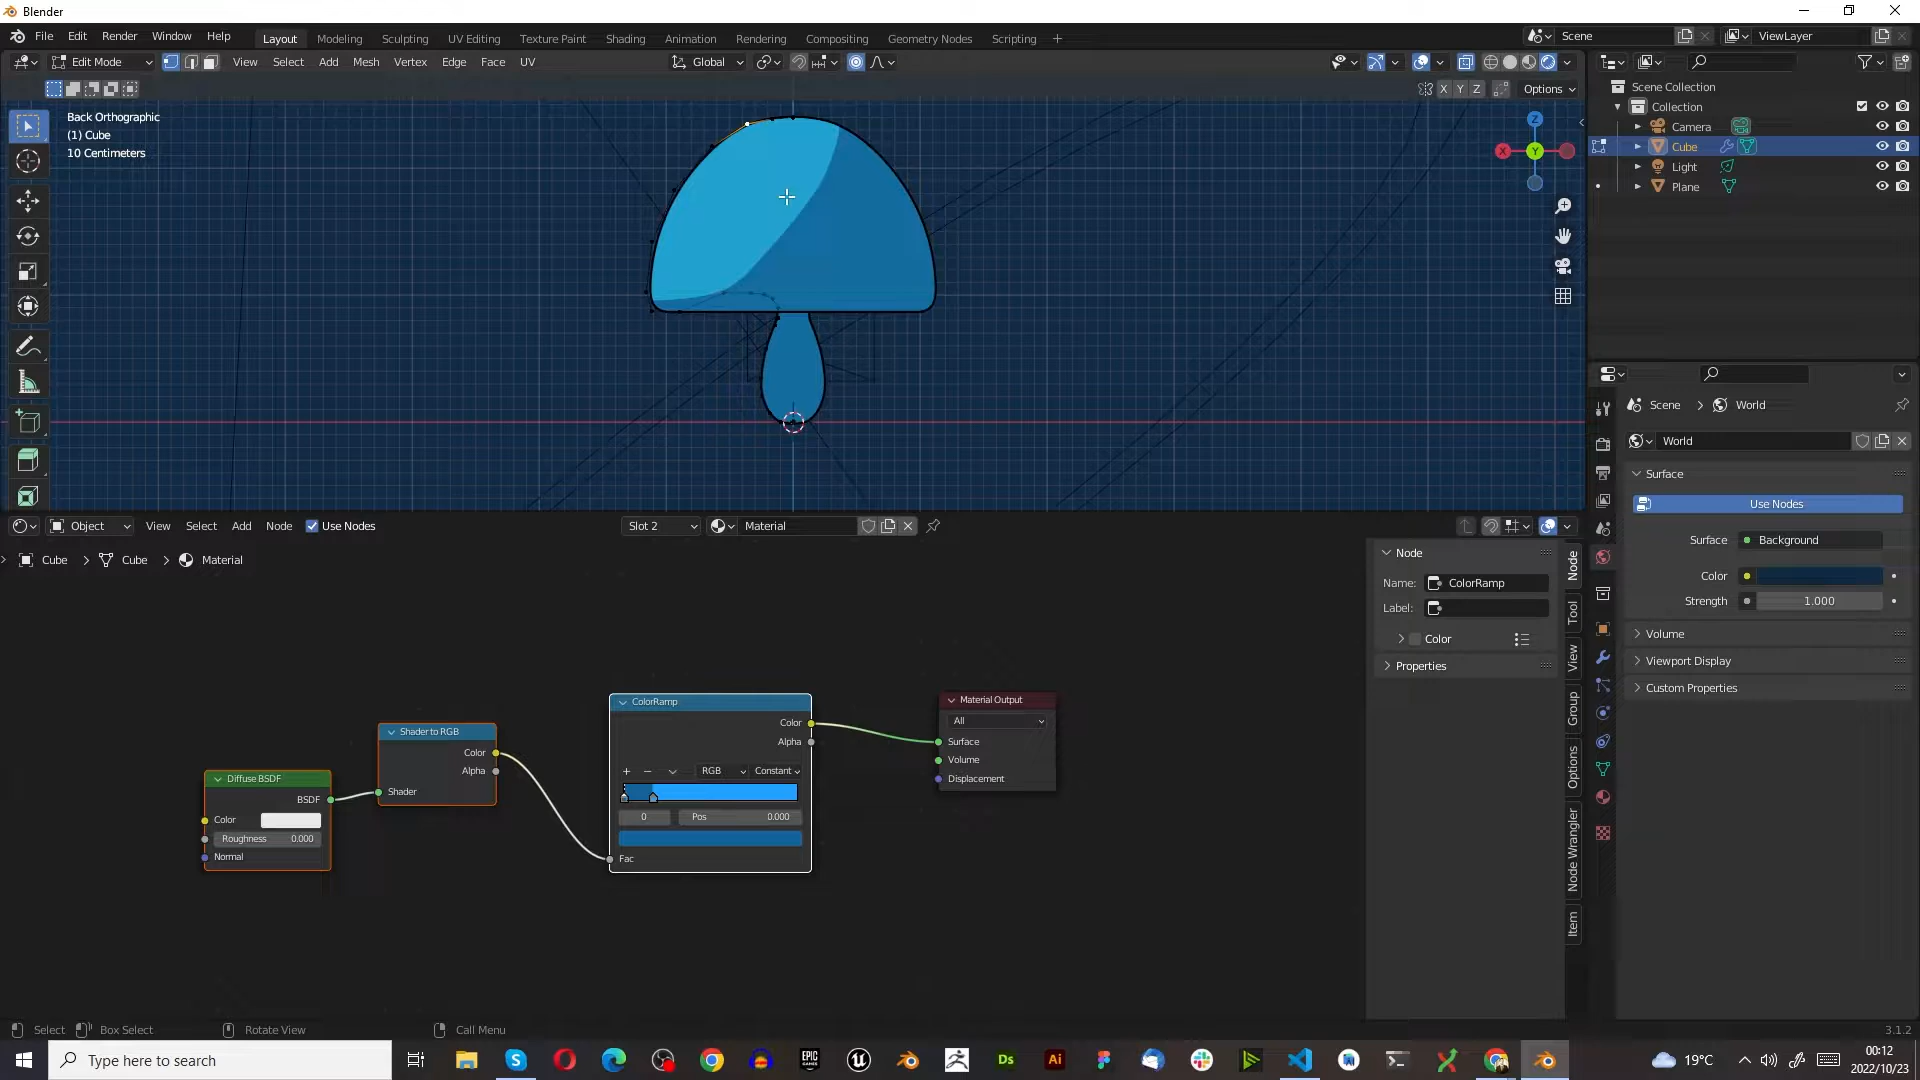 Blender
File Edit Render Window Help
Layout Modeling Sculpting UV Editing Texture Paint Shading Animation Rendering Compositing Geometry Nodes Scripting
Scene ViewLayer
Edit Mode View Select Add Mesh Vertex Edge Face UV Global
X Y Z Options
Back Orthographic
(1) Cube
10 Centimeters
Z
X Y
Scene Collection
Collection
Camera
Cube
Light
Plane
Scene > World
World
Surface
Use Nodes
Surface Background
Color
Strength 1.000
Volume
Viewport Display
Custom Properties
Object View Select Add Node Use Nodes Slot 2 Material
Cube > Cube > Material
Node
Name: ColorRamp
Label:
Color
Properties
Node
Tool
View
Group
Options
Node Wrangler
Item
Diffuse BSDF
BSDF
Color
Roughness 0.000
Normal
Shader to RGB
Color
Alpha
Shader
ColorRamp
Color
Alpha
RGB Constant
0 Pos 0.000
Fac
Material Output
All
Surface
Volume
Displacement
Select Box Select Rotate View Call Menu 3.1.2
Type here to search
EPIC GAMES
Ds
Ai
19°C
00:12
2022/10/23